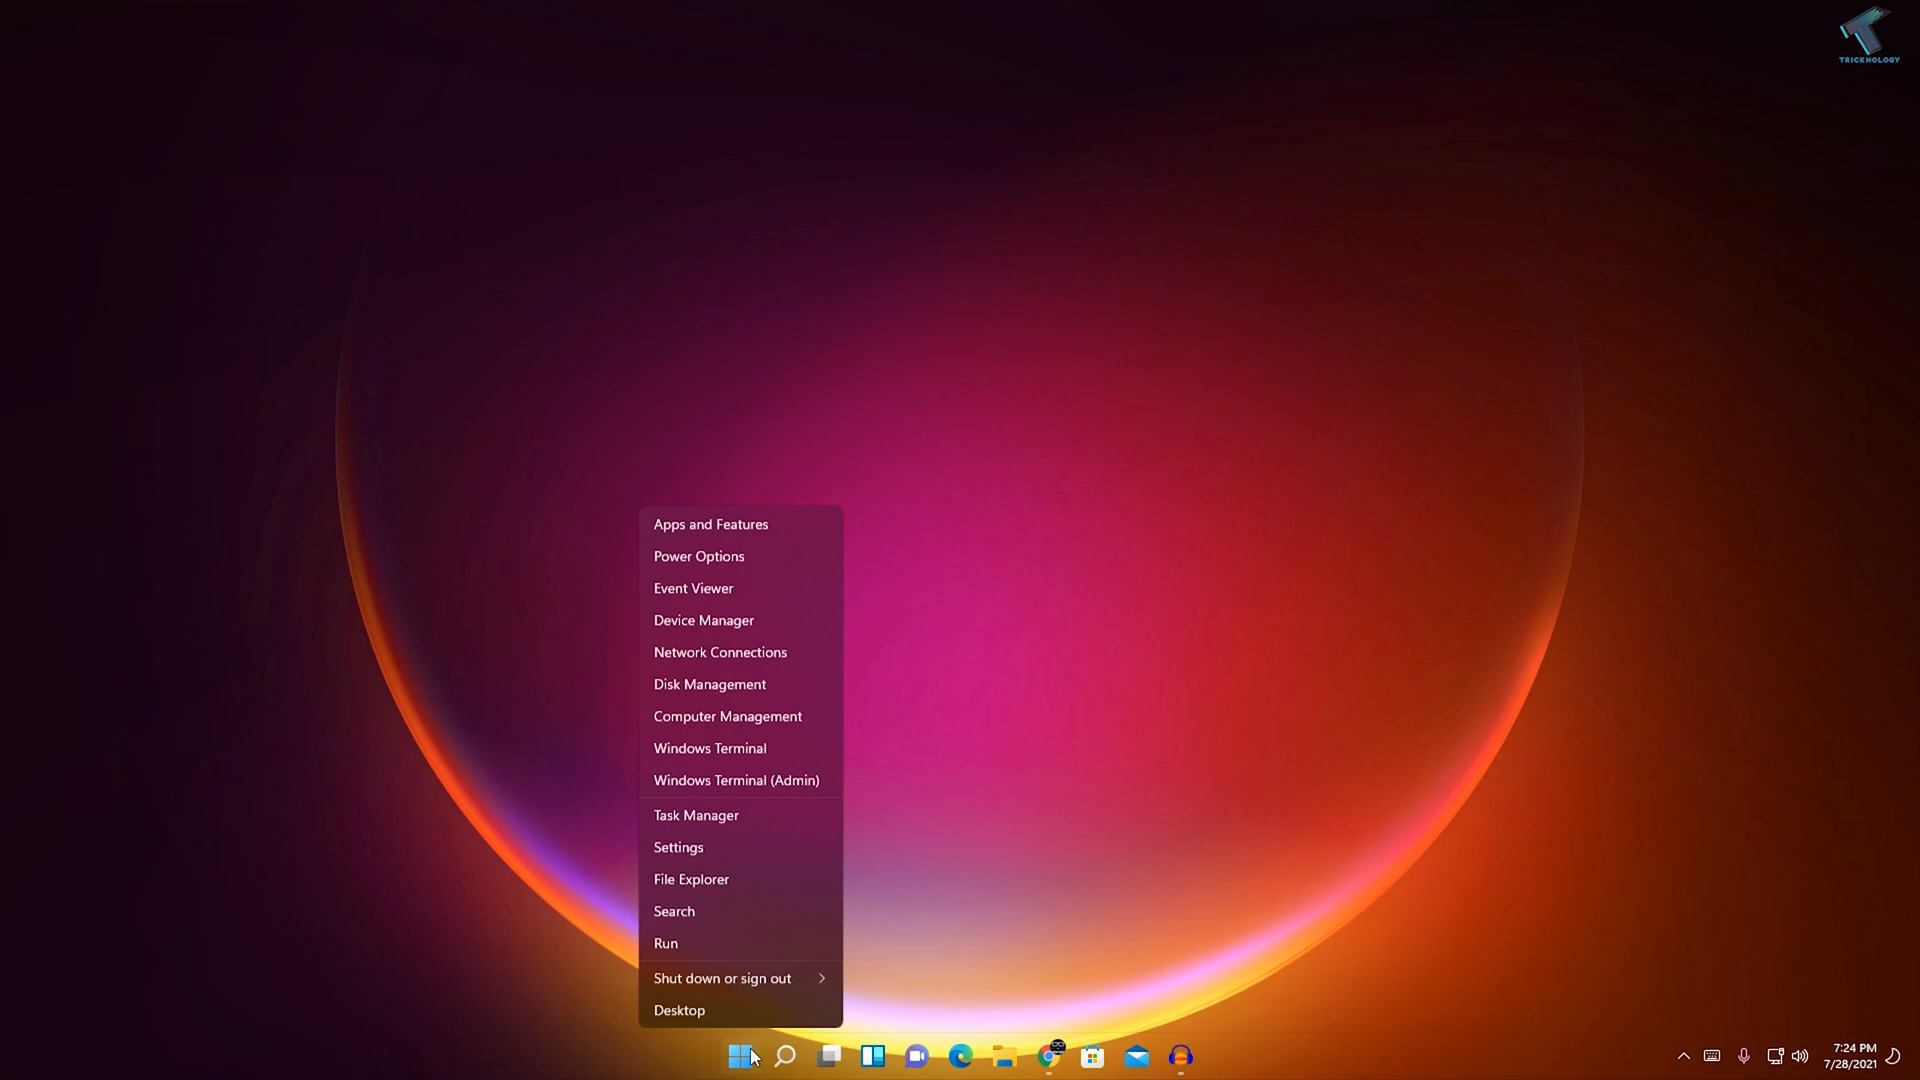 TRICKNOLOGY
Apps and Features
Power Options
Event Viewer
Device Manager
Network Connections
Disk Management
Computer Management
Windows Terminal
Windows Terminal (Admin)
Task Manager
Settings
File Explorer
Search
Run
Shut down or sign out
Desktop
7:24 PM
7/28/2021